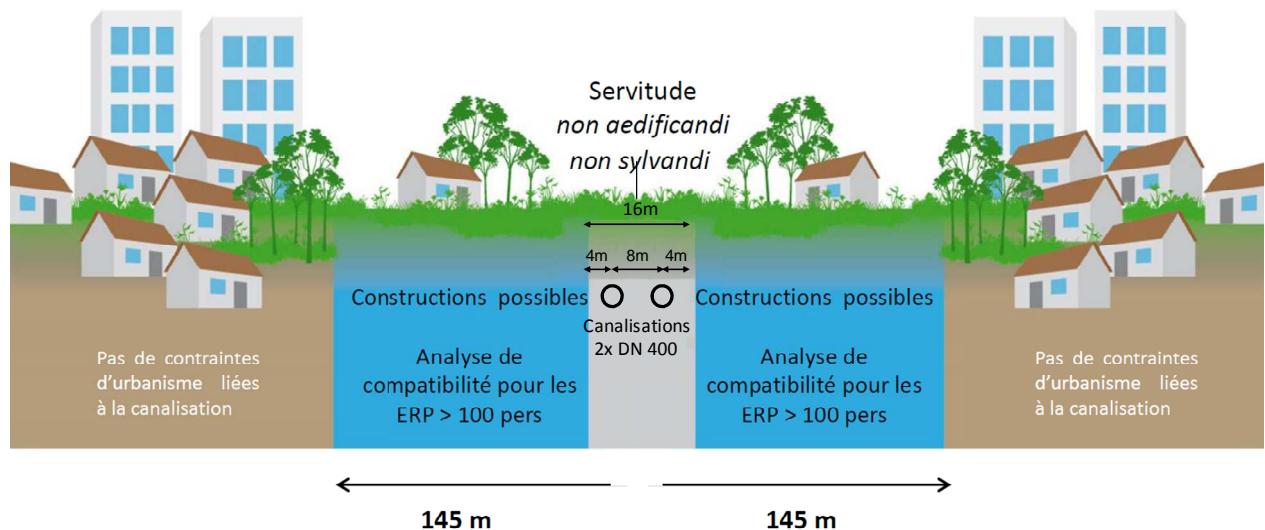 Servitude
non aedificandi
non sylvandi
16m
4m 8m 4m
Constructions possibles
Constructions possibles
Canalisations
2x DN 400
Analyse de
compatibilité pour les
ERP > 100 pers
Analyse de
compatibilité pour les
ERP > 100 pers
Pas de contraintes
d’urbanisme liées
à la canalisation
Pas de contraintes
d’urbanisme liées
à la canalisation
145 m
145 m